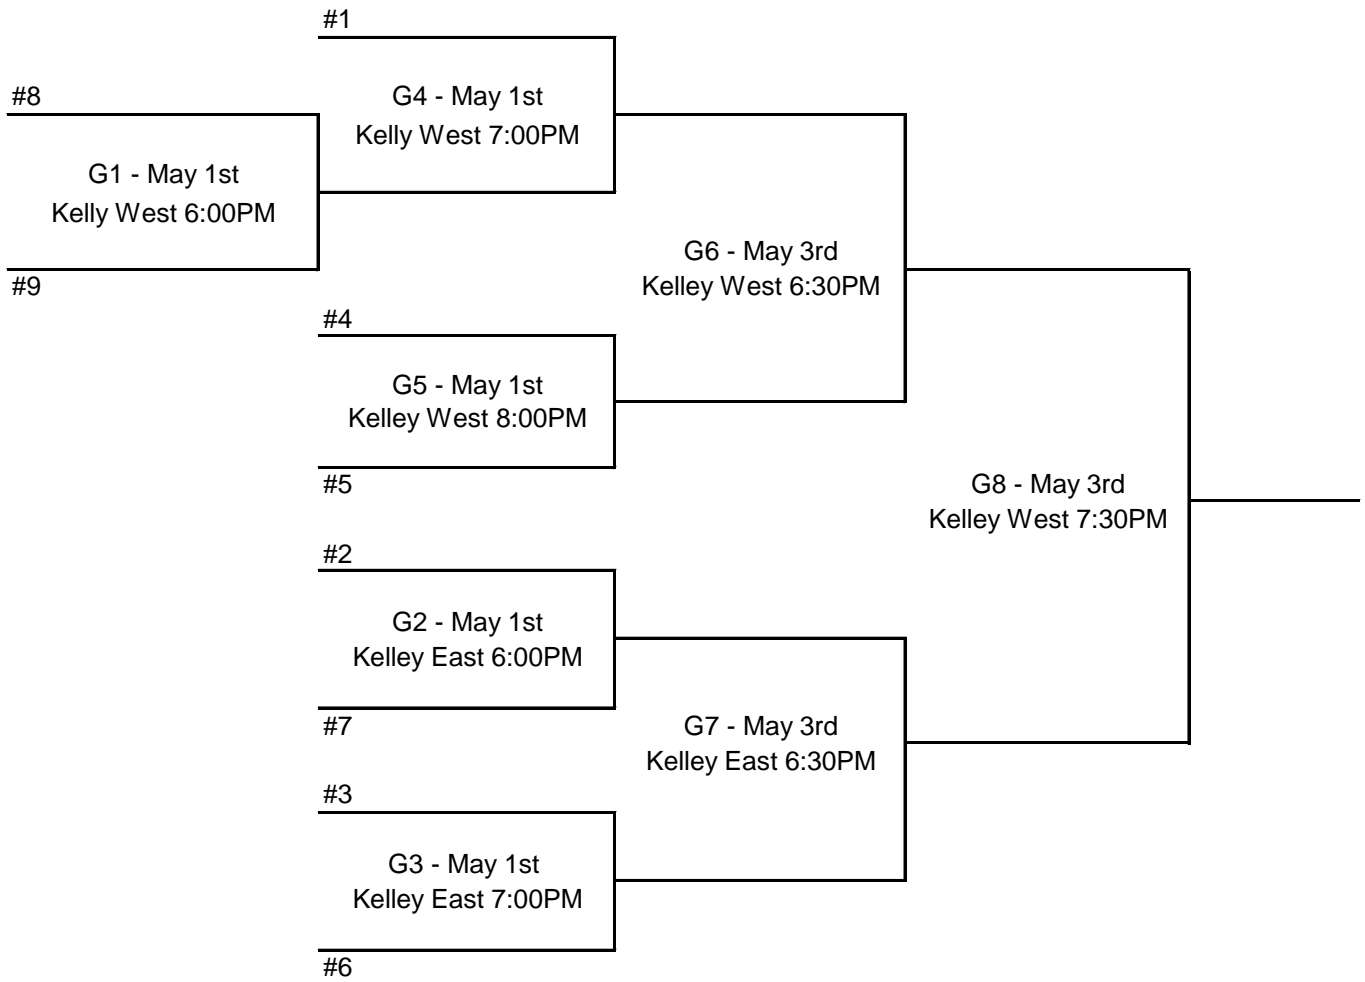 #1
#8
G4 - May 1st
Kelly West 7:00PM
G1 - May 1st
Kelly West 6:00PM
#9
G6 - May 3rd
Kelley West 6:30PM
#4
G5 - May 1st
Kelley West 8:00PM
#5
G8 - May 3rd
Kelley West 7:30PM
#2
G2 - May 1st
Kelley East 6:00PM
#7
G7 - May 3rd
Kelley East 6:30PM
#3
G3 - May 1st
Kelley East 7:00PM
#6